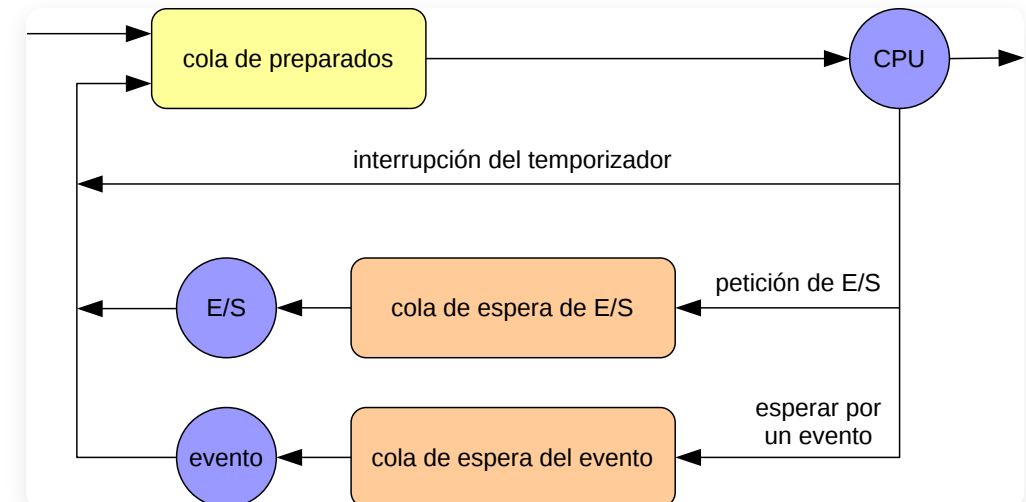 cola de preparados
CPU
interrupción del temporizador
petición de E/S
E/S
cola de espera de E/S
esperar por
un evento
evento
cola de espera del evento